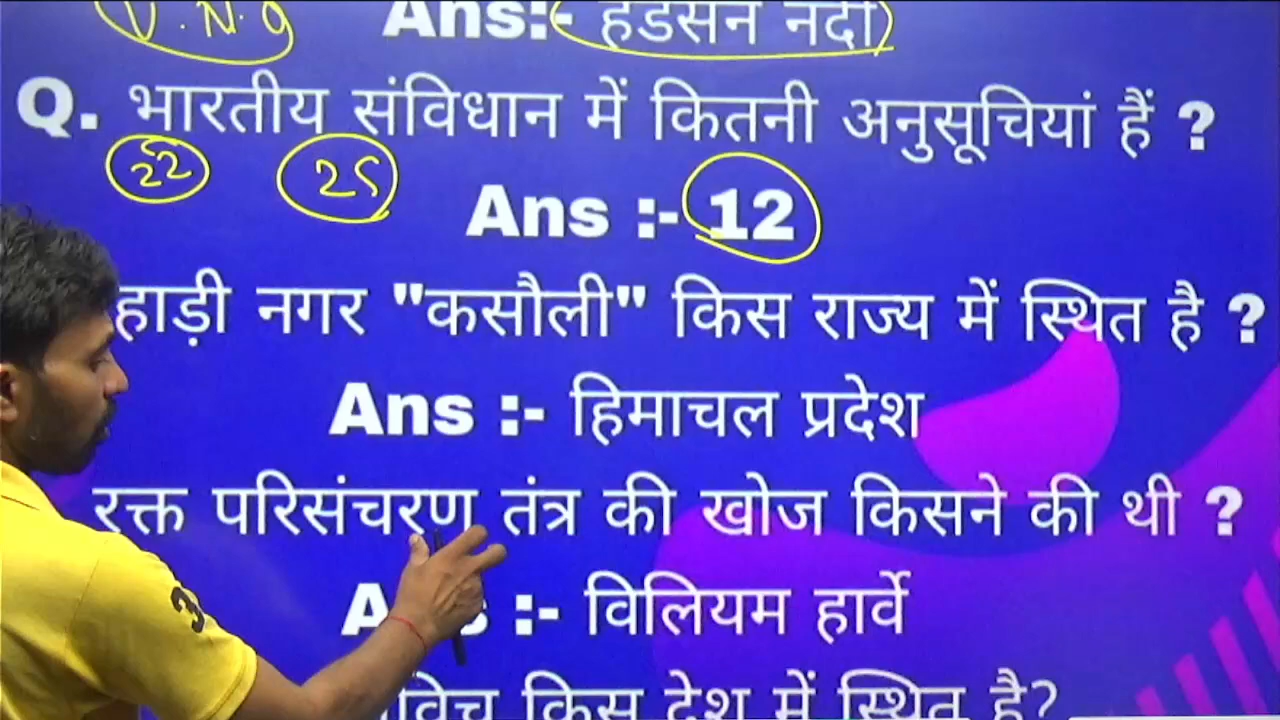 U.N.O Ans:- हडसन नदी
Q. भारतीय संविधान में कितनी अनुसूचियां हैं ?
22 25
Ans :- 12
हाड़ी नगर "कसौली" किस राज्य में स्थित है ?
Ans :- हिमाचल प्रदेश
रक्त परिसंचरण तंत्र की खोज किसने की थी ?
Ans :- विलियम हार्वे
विच किस देश में स्थित है?